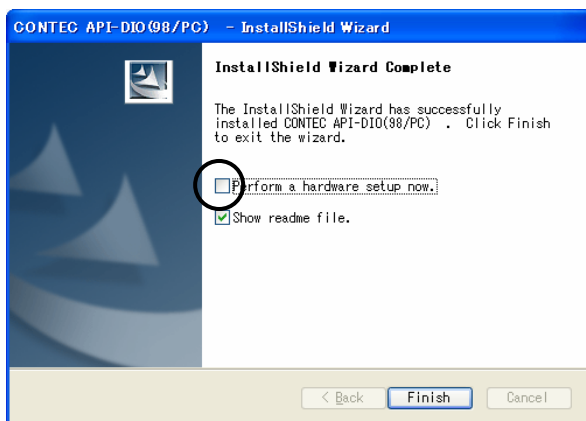 CONTEC API-DIO(98/PC) - InstallShield Wizard
InstallShield Wizard Complete
The InstallShield Wizard has successfully
installed CONTEC API-DIO(98/PC) . Click Finish
to exit the wizard.
Perform a hardware setup now.
Show readme file.
< Back
Finish
Cancel